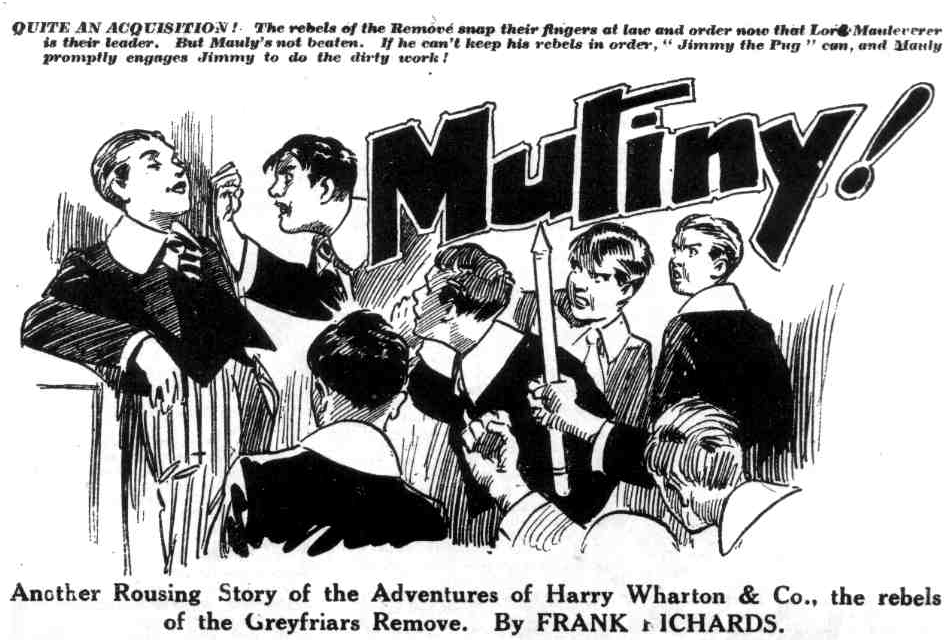 QUITE AN ACQUISITION! The rebels of the Remove snap their fingers at law and order now that Lord Mauleverer
is their leader. But Mauly's not beaten. If he can't keep his rebels in order, "Jimmy the Pug" can, and Mauly
promptly engages Jimmy to do the dirty work!
Mutiny!
Another Rousing Story of the Adventures of Harry Wharton & Co., the rebels
of the Greyfriars Remove. By FRANK RICHARDS.